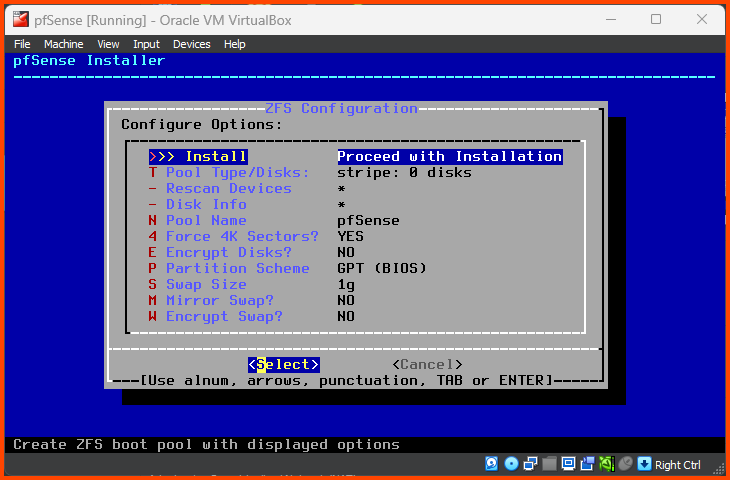 pfSense [Running] - Oracle VM VirtualBox
File Machine View Input Devices Help
pfSense Installer
ZFS Configuration
Configure Options:
>>> Install Proceed with Installation
T Pool Type/Disks: stripe: 0 disks
- Rescan Devices *
- Disk Info *
N Pool Name pfSense
4 Force 4K Sectors? YES
E Encrypt Disks? NO
P Partition Scheme GPT (BIOS)
S Swap Size 1g
M Mirror Swap? NO
W Encrypt Swap? NO
<Select> <Cancel>
[Use alnum, arrows, punctuation, TAB or ENTER]
Create ZFS boot pool with displayed options
Right Ctrl